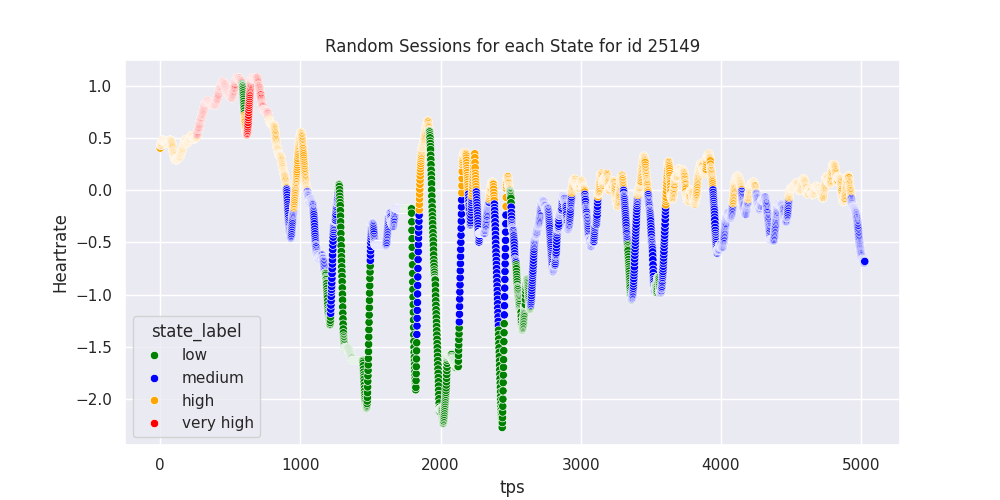 Random Sessions for each State for id 25149
Heartrate
1.0
0.5
0.0
−0.5
−1.0
−1.5
−2.0
state_label
low
medium
high
very high
0
1000
2000
3000
4000
5000
tps